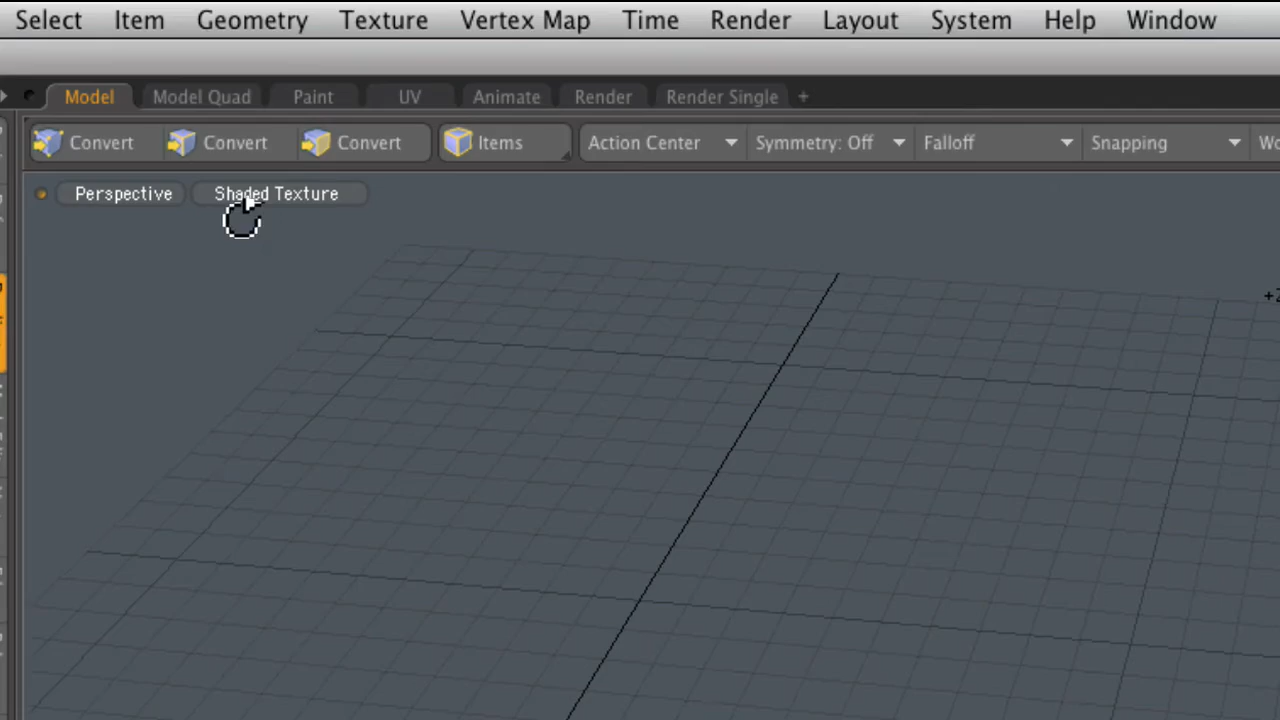 Select Item Geometry Texture Vertex Map Time Render Layout System Help Window
Model Model Quad Paint UV Animate Render Render Single +
Convert Convert Convert Items Action Center Symmetry: Off Falloff Snapping
Perspective Shaded Texture